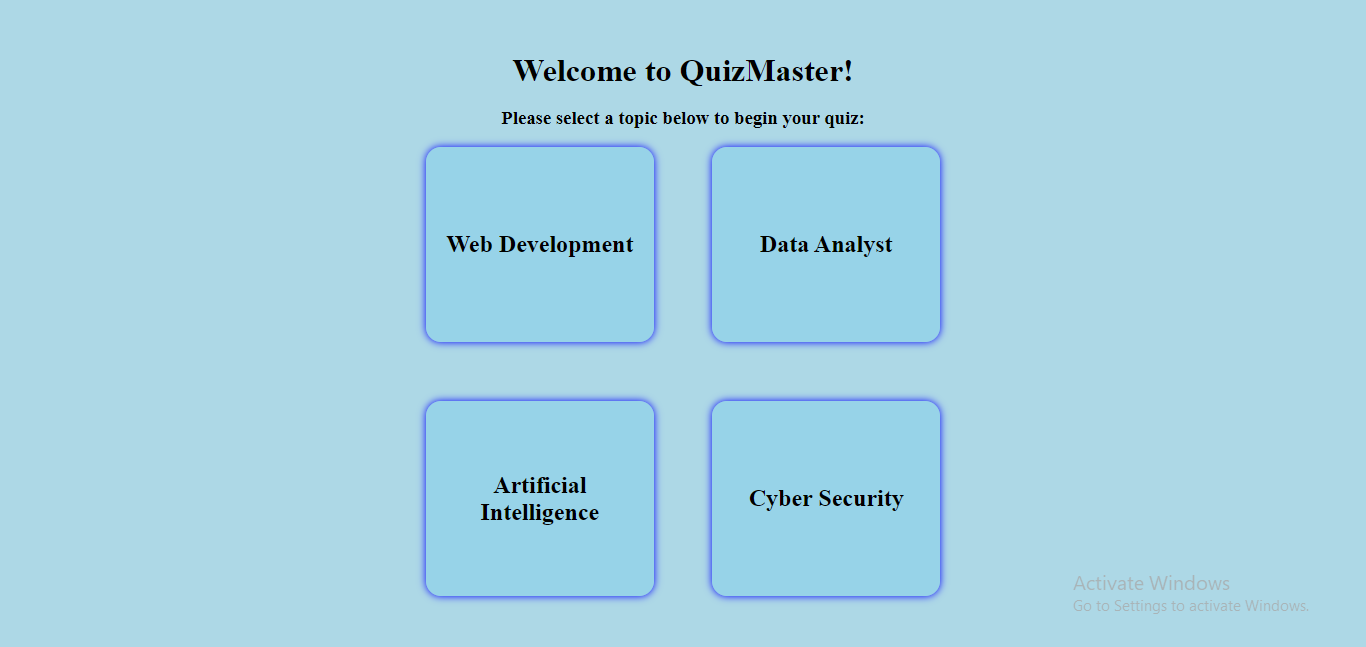 Welcome to QuizMaster!
Please select a topic below to begin your quiz:
Web Development
Data Analyst
Artificial
Intelligence
Cyber Security
Activate Windows
Go to Settings to activate Windows.